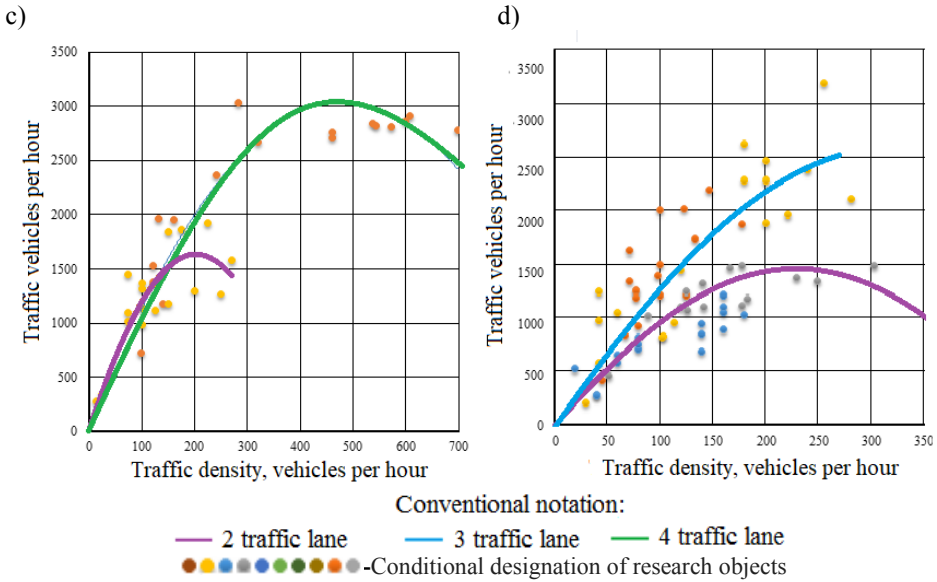 c)
d)
3500
3000
2500
2000
1500
1000
500
0
Traffic vehicles per hour
0 100 200 300 400 500 600 700
Traffic density, vehicles per hour
3500
3000
2500
2000
1500
1000
500
0
Traffic vehicles per hour
0 50 100 150 200 250 300 350
Traffic density, vehicles per hour
Conventional notation:
2 traffic lane 3 traffic lane 4 traffic lane
-Conditional designation of research objects